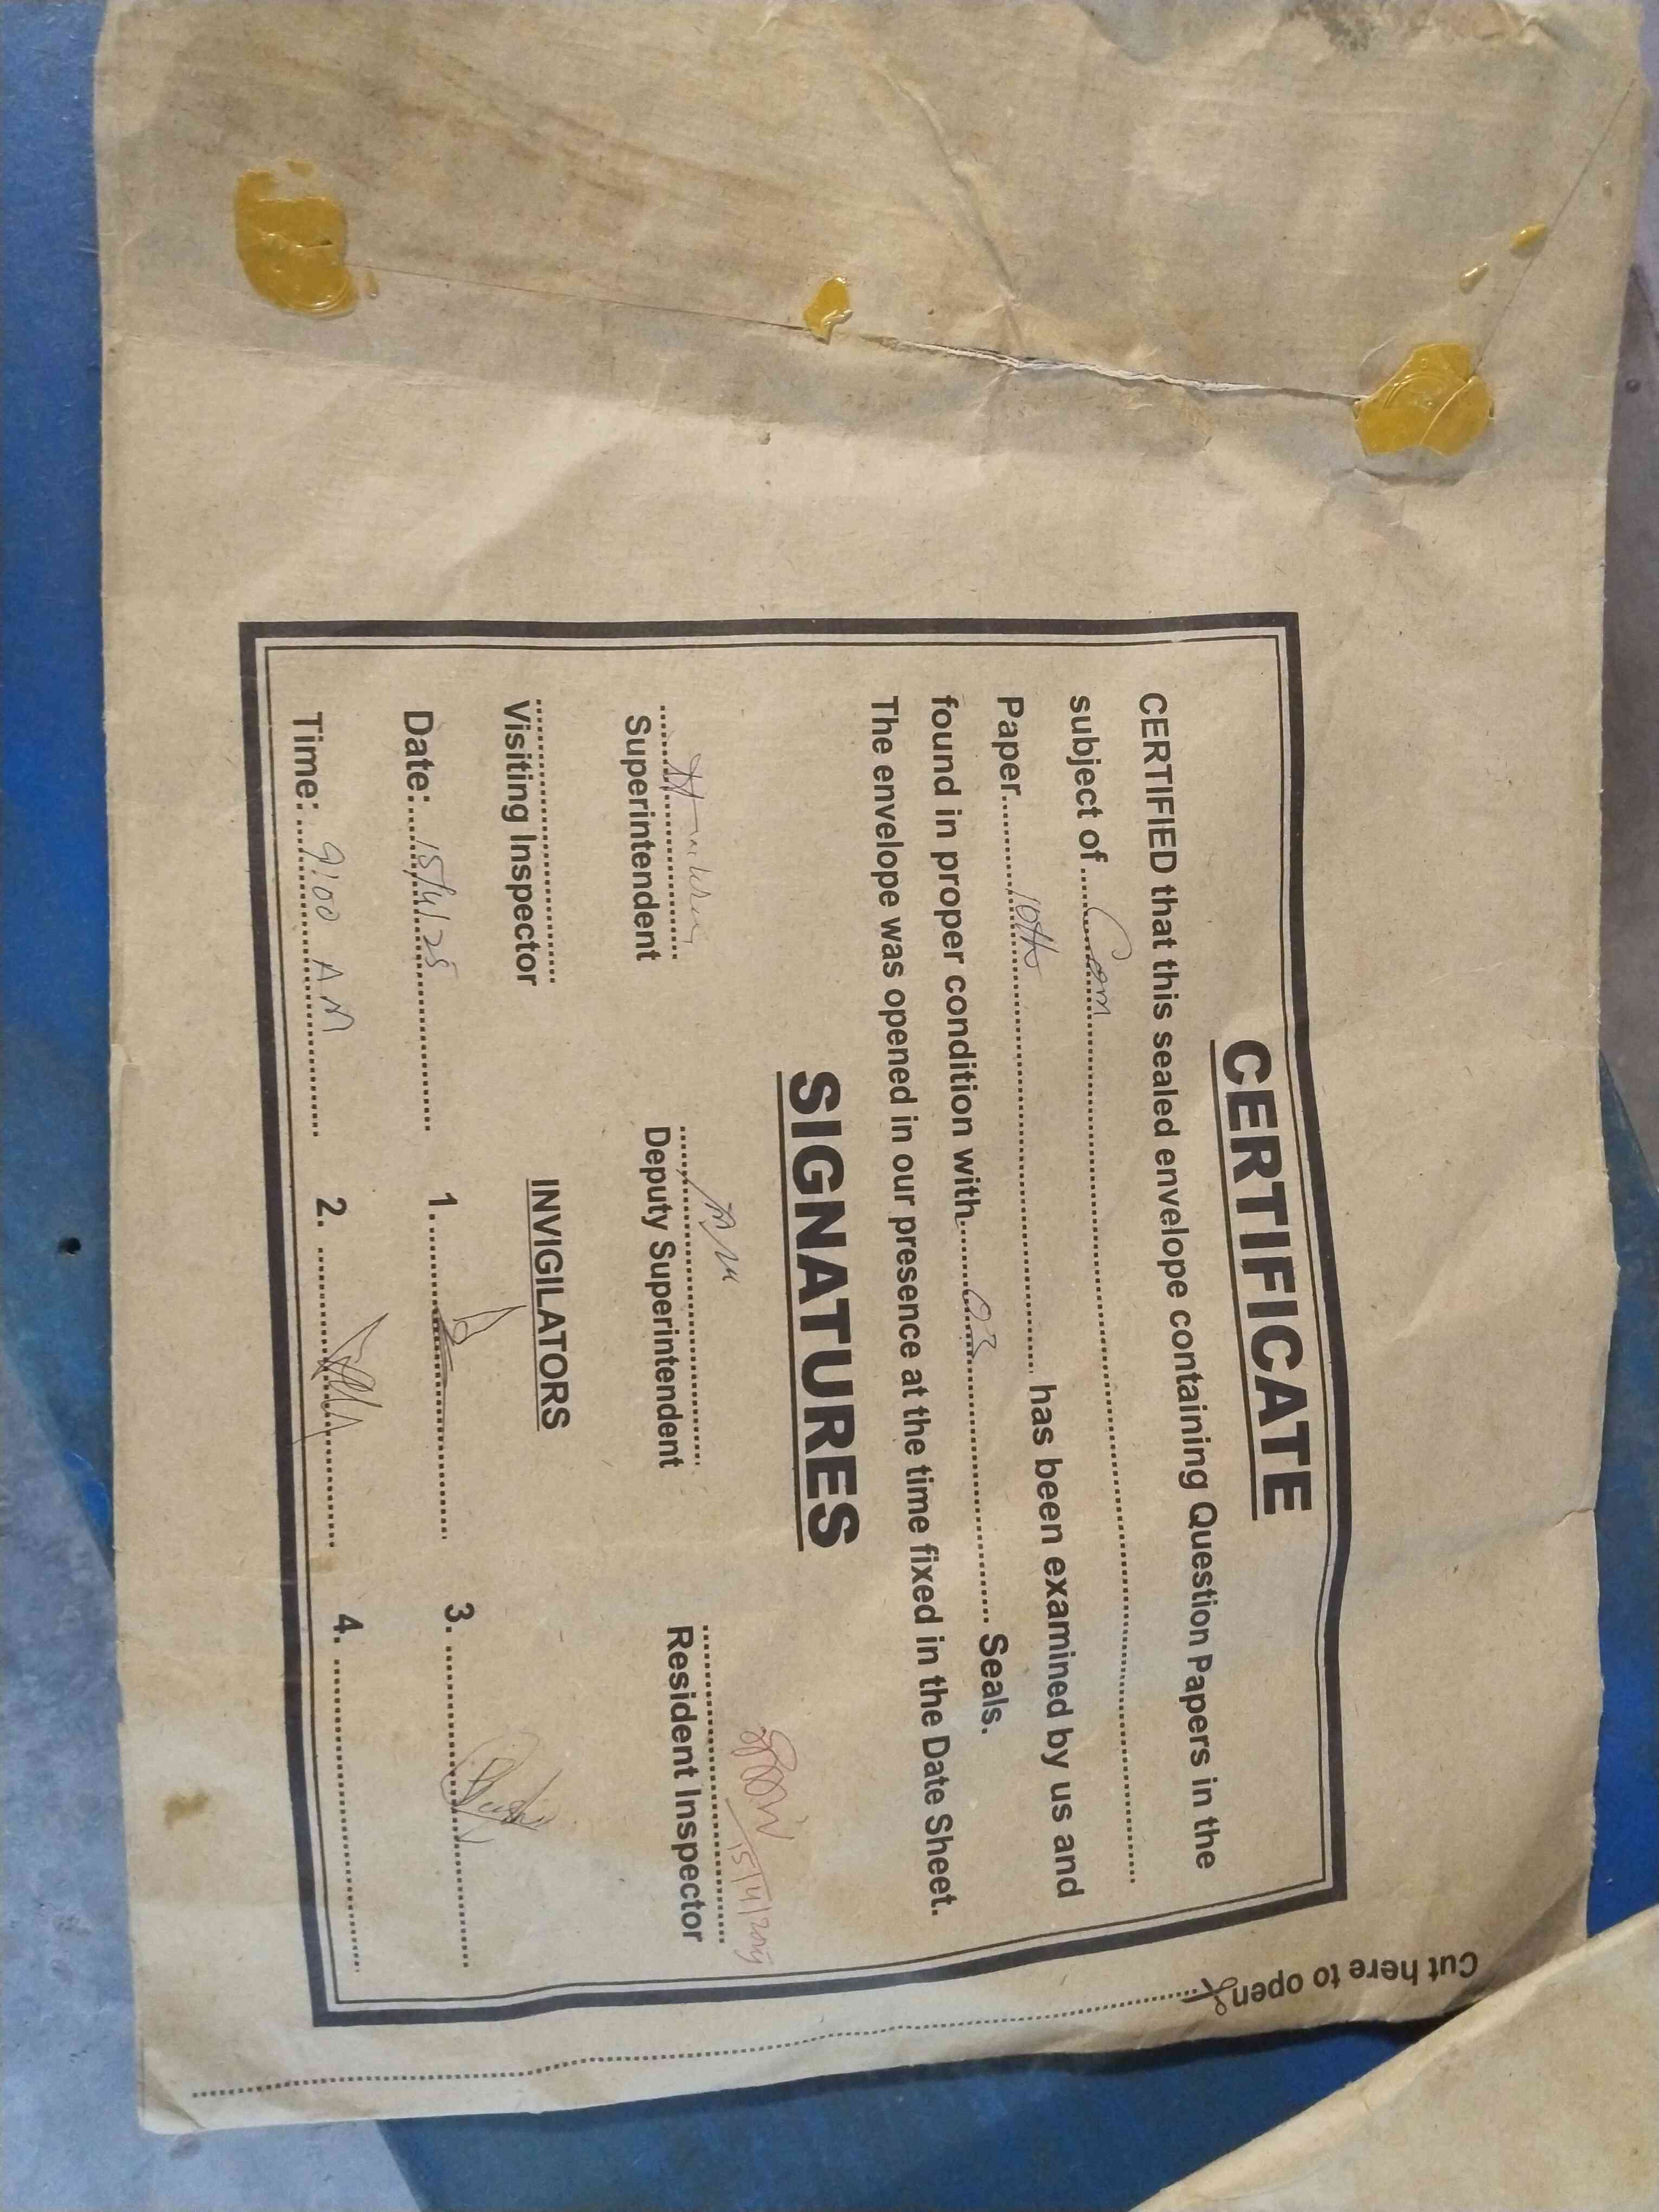 CERTIFICATE
CERTIFIED that this sealed envelope containing Question Papers in the
subject of ..... Com ..........
Paper.......... 10th .......... has been examined by us and
found in proper condition with..... 03 .......... Seals.
The envelope was opened in our presence at the time fixed in the Date Sheet.
SIGNATURES
15/4/2025
Superintendent Deputy Superintendent Resident Inspector
Visiting Inspector INVIGILATORS
Date:..... 15/4/25 .......... 1. .......... 3. ..........
Time:..... 9:00 AM .......... 2. .......... 4. ..........
Cut here to open